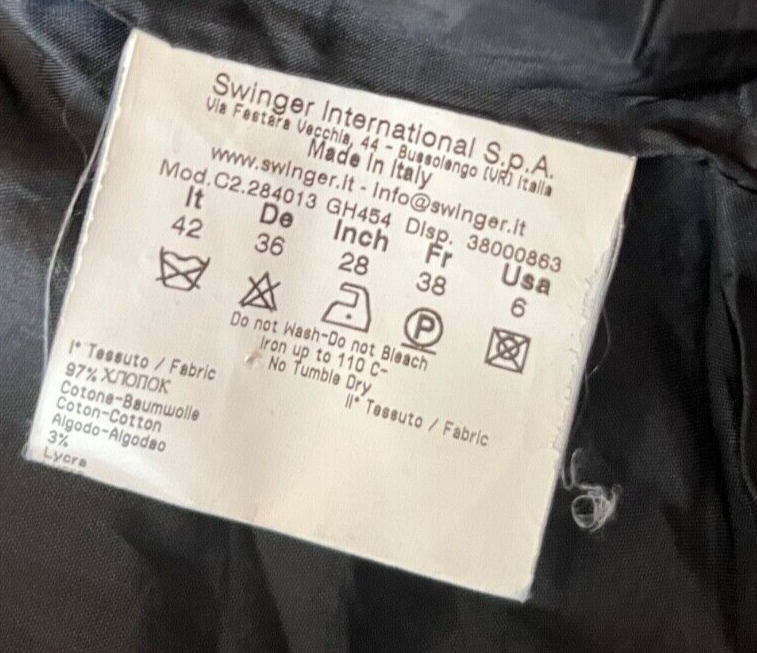 Swinger International S.p.A.
Via Festara Vecchia, 44 - Bussolengo (VR) Italia
Made in Italy
www.swinger.it - Info@swinger.it
Mod.C2.284013 GH454 Disp. 38000863
It De Inch Fr Usa
42 36 28 38 6
P
Do not Wash-Do not Bleach
Iron up to 110 C-
No Tumble Dry
I* Tessuto / Fabric
97% ХЛОПОК
Cotone-Baumwolle
Coton-Cotton
Algodo-Algodao
3%
Lycra
II* Tessuto / Fabric